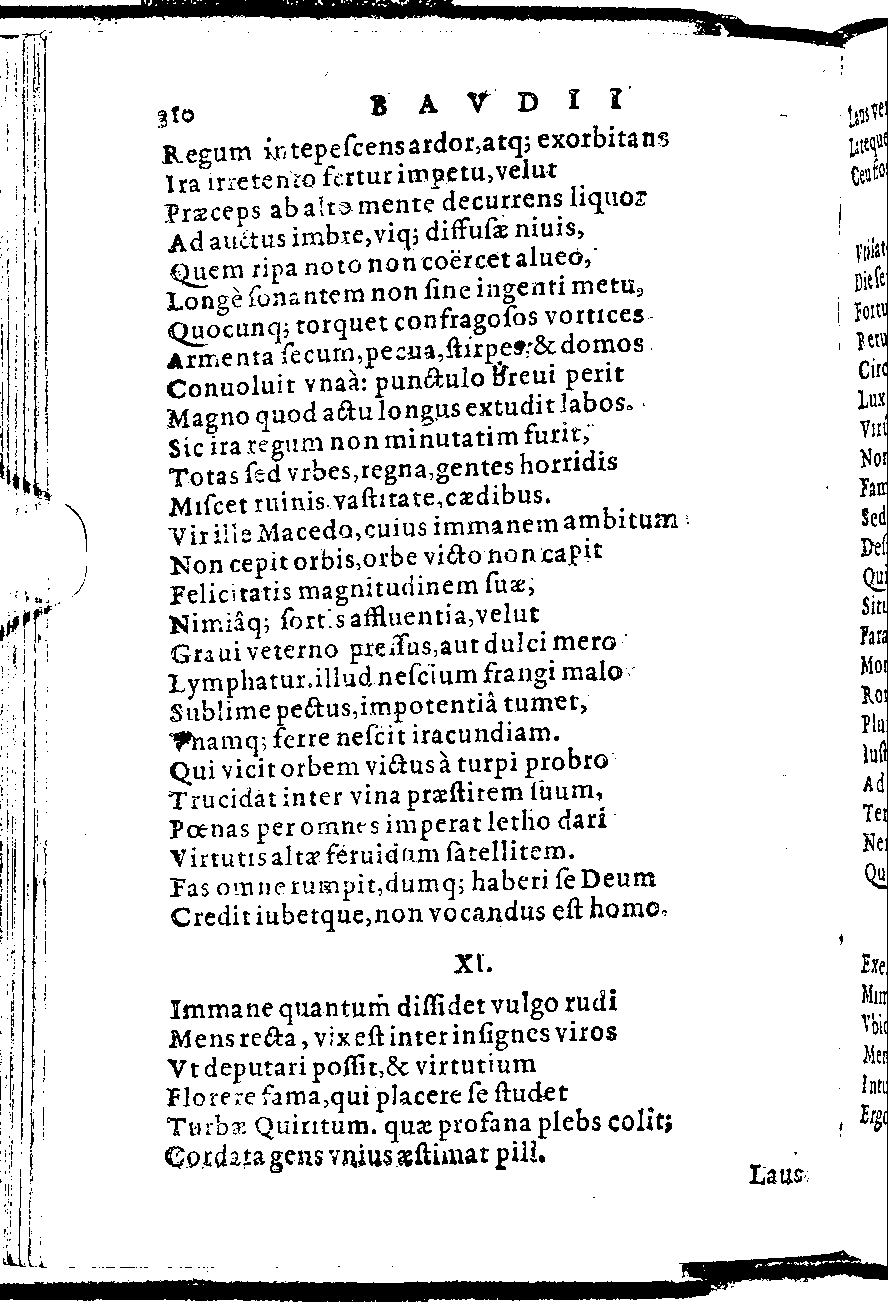 310 BAVDII
Regum intepeſcens ardor, atq; exorbitans
Ira irretento fertur impetu, velut
Præceps ab alto mente decurrens liquor
Adauctus imbre, viq; diffuſæ niuis,
Quem ripa noto non coërcet alueo,
Longè ſonantem non ſine ingenti metu,
Quocunq; torquet confragoſos vortices
Armenta ſecum, pecua, ſtirpes, & domos
Conuoluit vnaà: punctulo breui perit
Magno quod actu longus extudit labos.
Sic ira regum non minutatim furit,
Totas ſed vrbes, regna, gentes horridis
Miſcet ruinis vaſtitate, cædibus.
Vir ille Macedo, cuius immanem ambitum
Non cepit orbis, orbe victo non capit
Felicitatis magnitudinem ſuæ,
Nimiâq; ſortis affluentia, velut
Graui veterno preſſus, aut dulci mero
Lymphatur. illud neſcium frangi malo
Sublime pectus, impotentiâ tumet,
Vnamq; ferre neſcit iracundiam.
Qui vicit orbem victus à turpi probro
Trucidat inter vina præſtitem ſuum,
Pœnas per omnes imperat letho dari
Virtutis altæ feruidum ſatellitem.
Fas omne rumpit, dumq; haberi ſe Deum
Credit iubetque, non vocandus eſt homo.
XI.
Immane quantum diſſidet vulgo rudi
Mens recta, vix eſt inter inſignes viros
Vt deputari poſſit, & virtutium
Florere fama, qui placere ſe ſtudet
Turbæ Quiritum. quæ profana plebs colit;
Cordata gens vnius æſtimat pili.
Laus